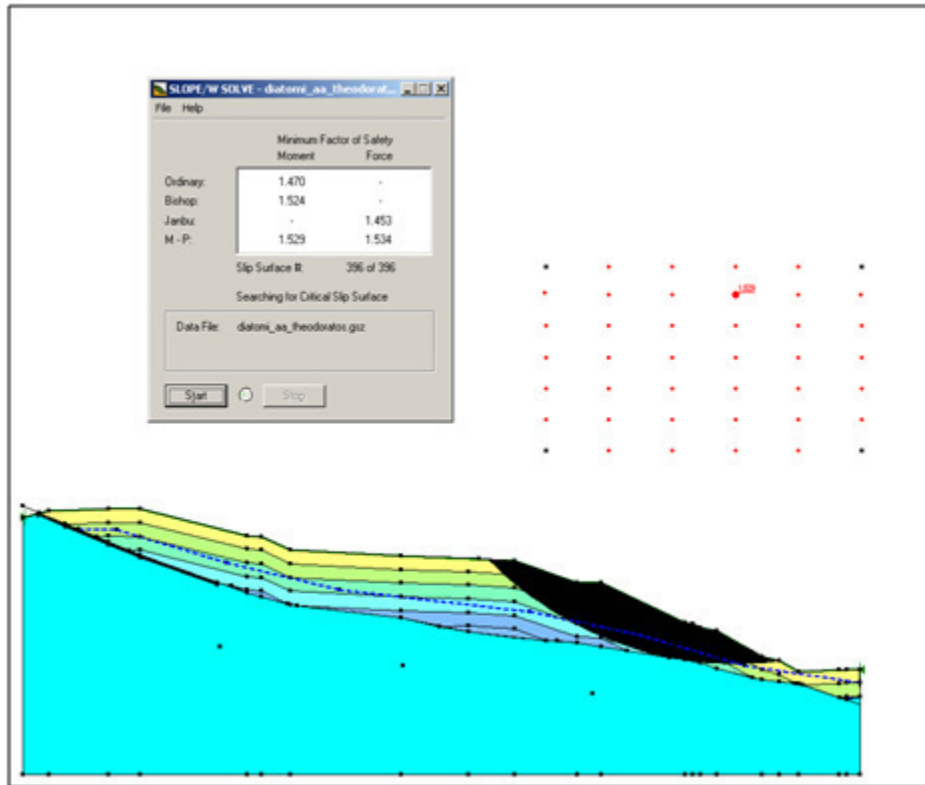 SLOPE/W SOLVE - diatomi_aa_theodorat...
File Help
Minimum Factor of Safety
Moment Force
Ordinary: 1.470 -
Bishop: 1.524 -
Janbu: - 1.453
M - P: 1.529 1.534
Slip Surface #: 396 of 396
Searching for Critical Slip Surface
Data File: diatomi_aa_theodoratos.gsz
Start Stop
1.529